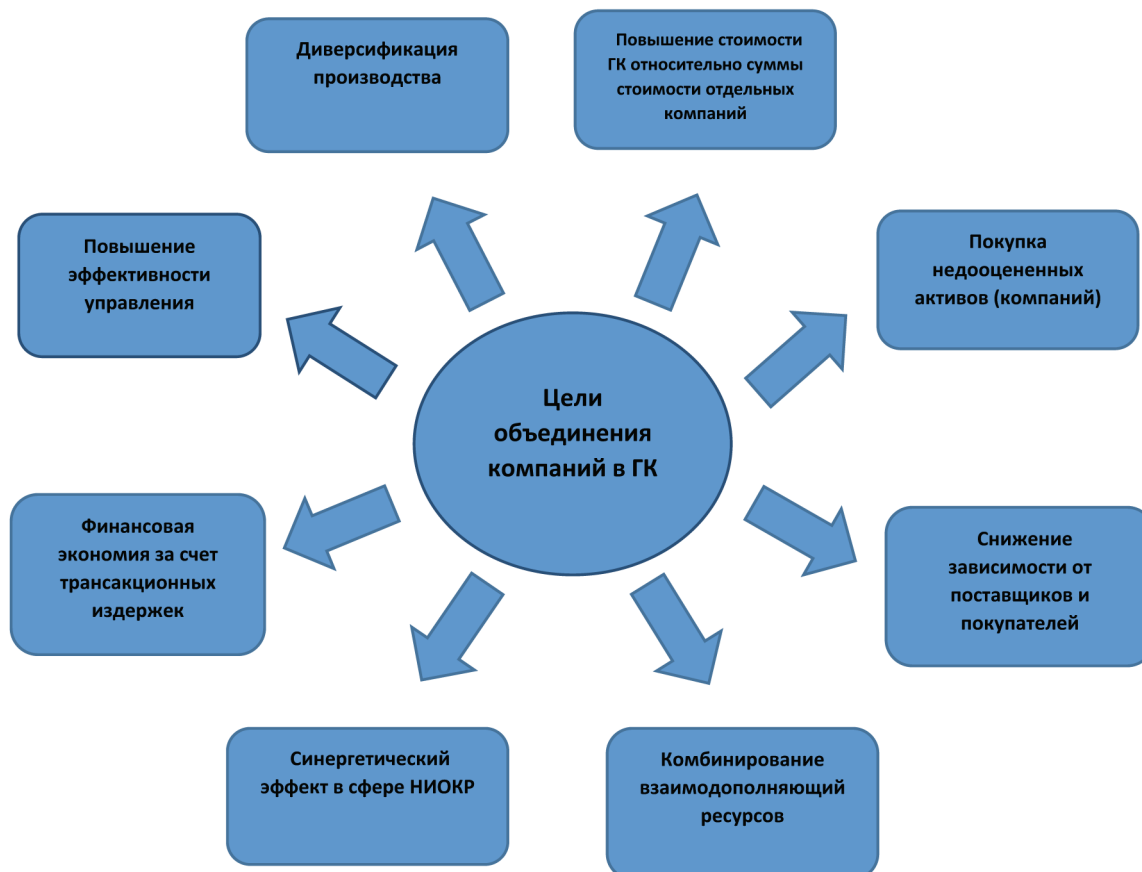 Диверсификация
производства
Повышение стоимости
ГК относительно суммы
стоимости отдельных
компаний
Повышение
эффективности
управления
Покупка
недооцененных
активов (компаний)
Цели
объединения
компаний в ГК
Финансовая
экономия за счет
трансакционных
издержек
Снижение
зависимости от
поставщиков и
покупателей
Синергетический
эффект в сфере НИОКР
Комбинирование
взаимодополняющий
ресурсов